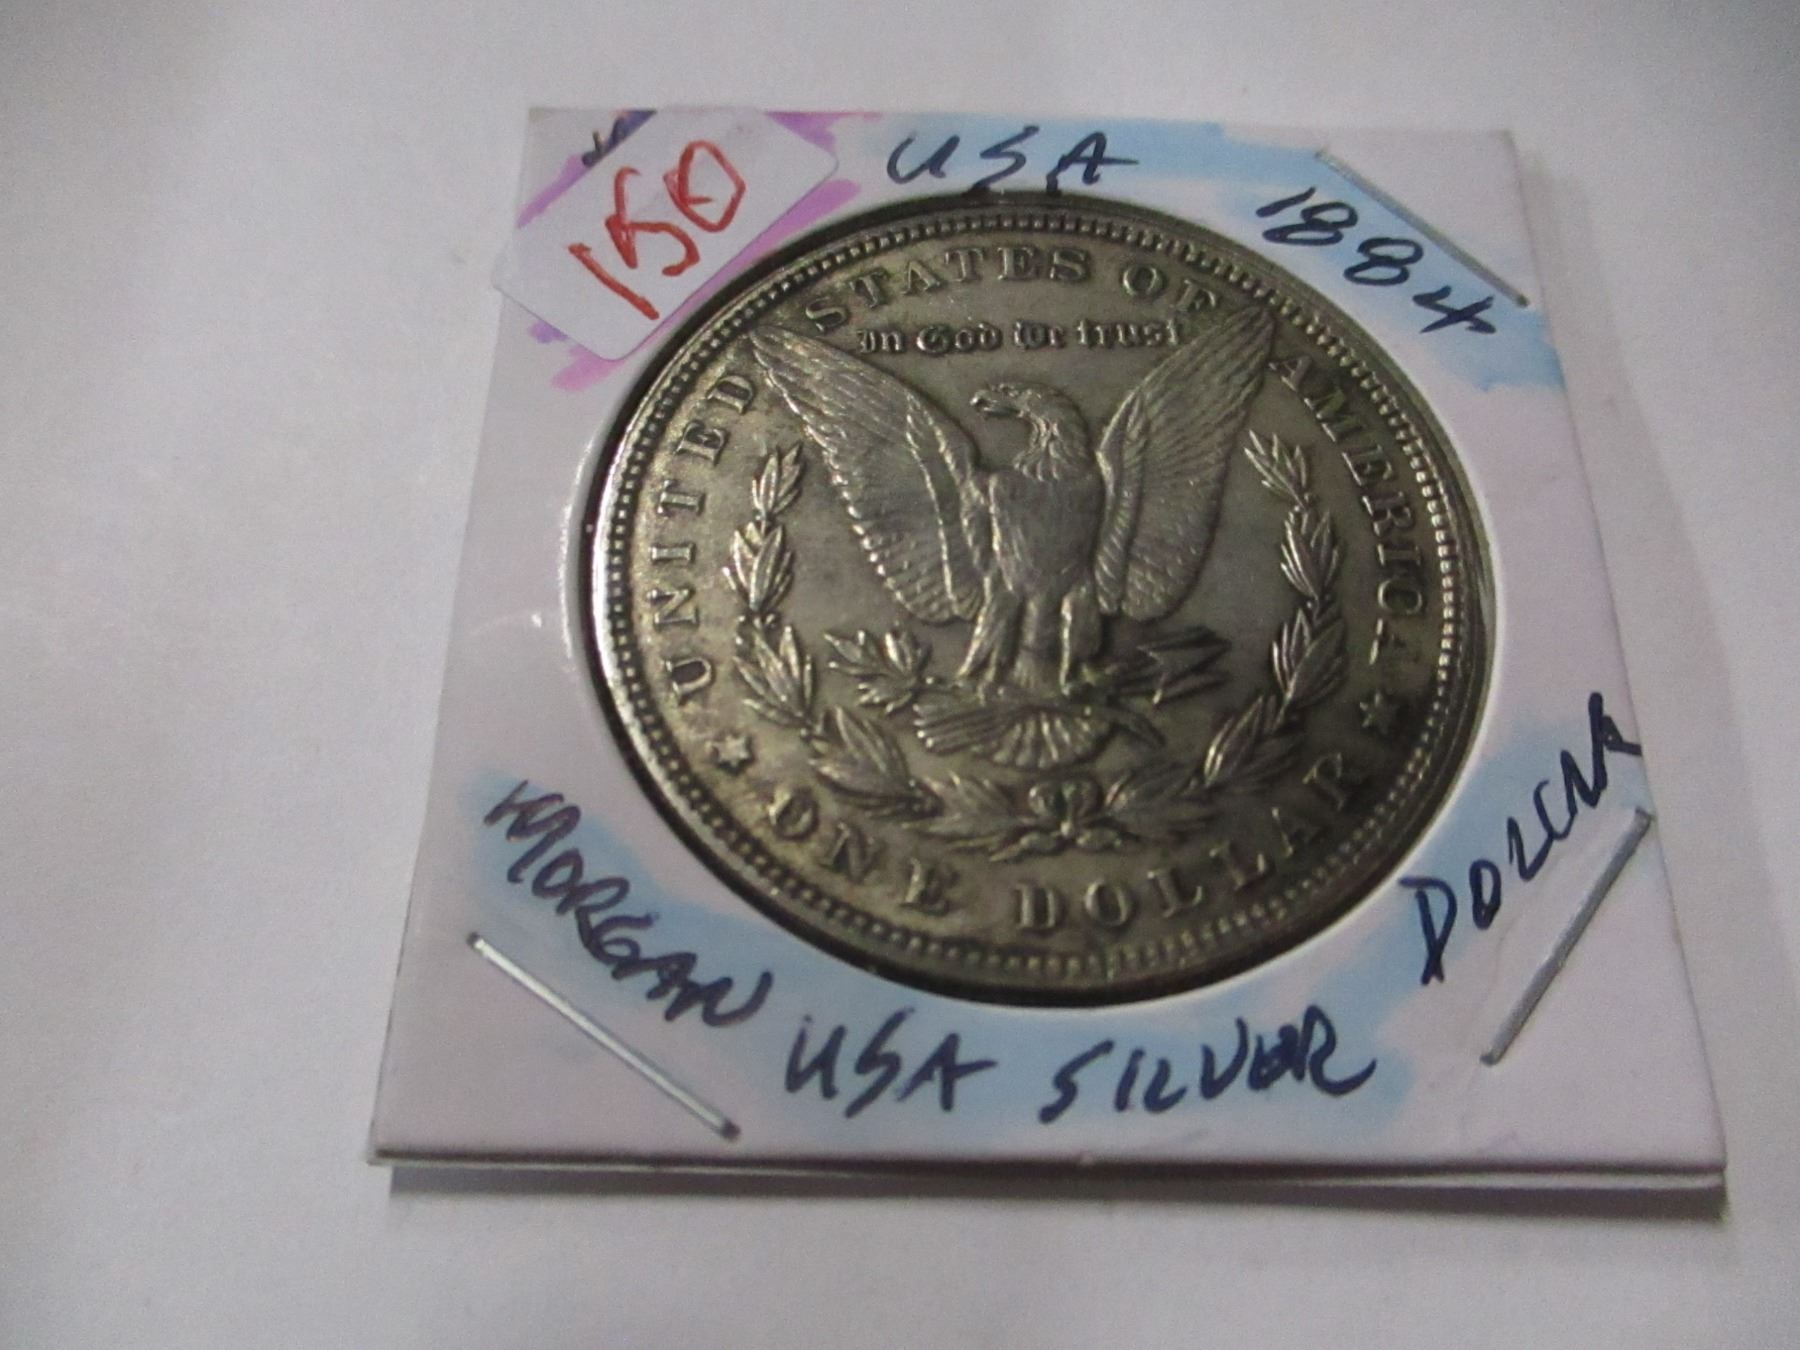 150
USA
1884
UNITED STATES OF AMERICA
In God We trust
ONE DOLLAR
MORGAN USA SILVER DOLLAR